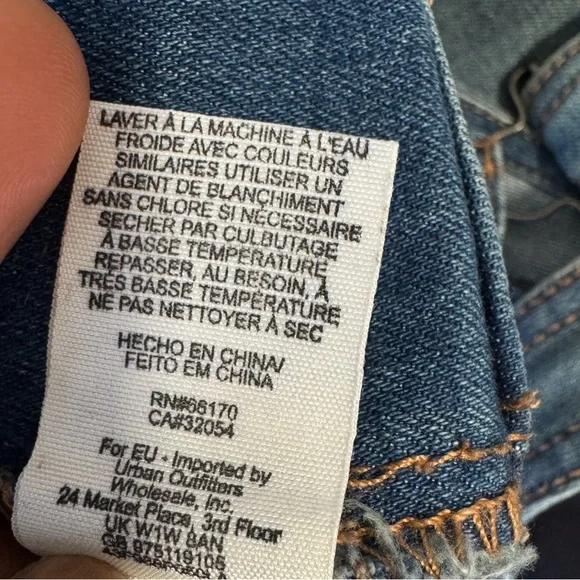 LAVER À LA MACHINE À L'EAU
FROIDE AVEC COULEURS
SIMILAIRES UTILISER UN
AGENT DE BLANCHIMENT
SANS CHLORE SI NÉCESSAIRE
SECHER PAR CULBUTAGE
À BASSE TEMPÉRATURE
REPASSER, AU BESOIN, À
TRÈS BASSE TEMPÉRATURE
NE PAS NETTOYER À SEC
HECHO EN CHINA/
FEITO EM CHINA
RN#66170
CA#32054
For EU - Imported by
Urban Outfitters
Wholesale, Inc.
24 Market Place, 3rd Floor
UK W1W 8AN
GB 975119105